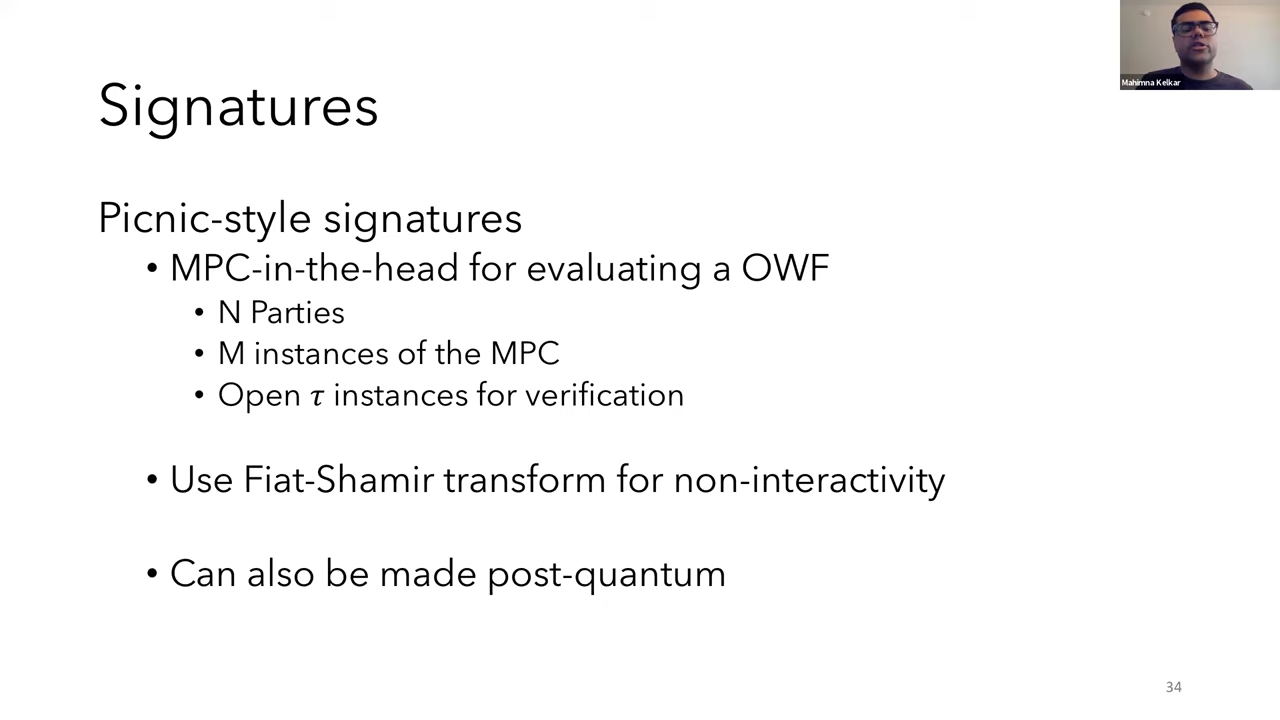 Mahimna Kelkar
Signatures
Picnic-style signatures
• MPC-in-the-head for evaluating a OWF
• N Parties
• M instances of the MPC
• Open τ instances for verification
• Use Fiat-Shamir transform for non-interactivity
• Can also be made post-quantum
34